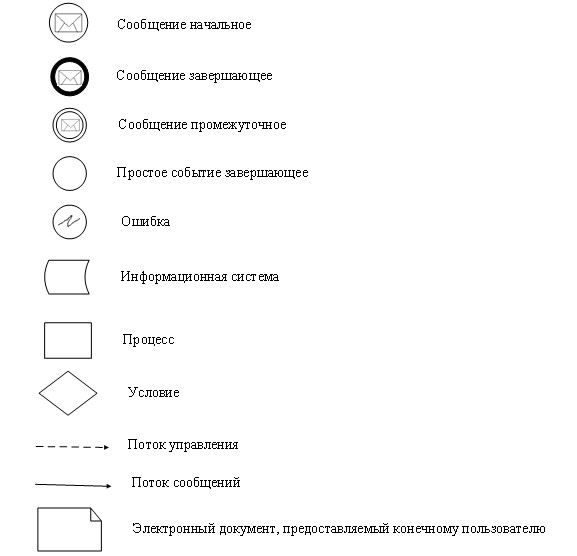 Сообщение начальное
Сообщение завершающее
Сообщение промежуточное
Простое событие завершающее
Ошибка
Информационная система
Процесс
Условие
Поток управления
Поток сообщений
Электронный документ, предоставляемый конечному пользователю